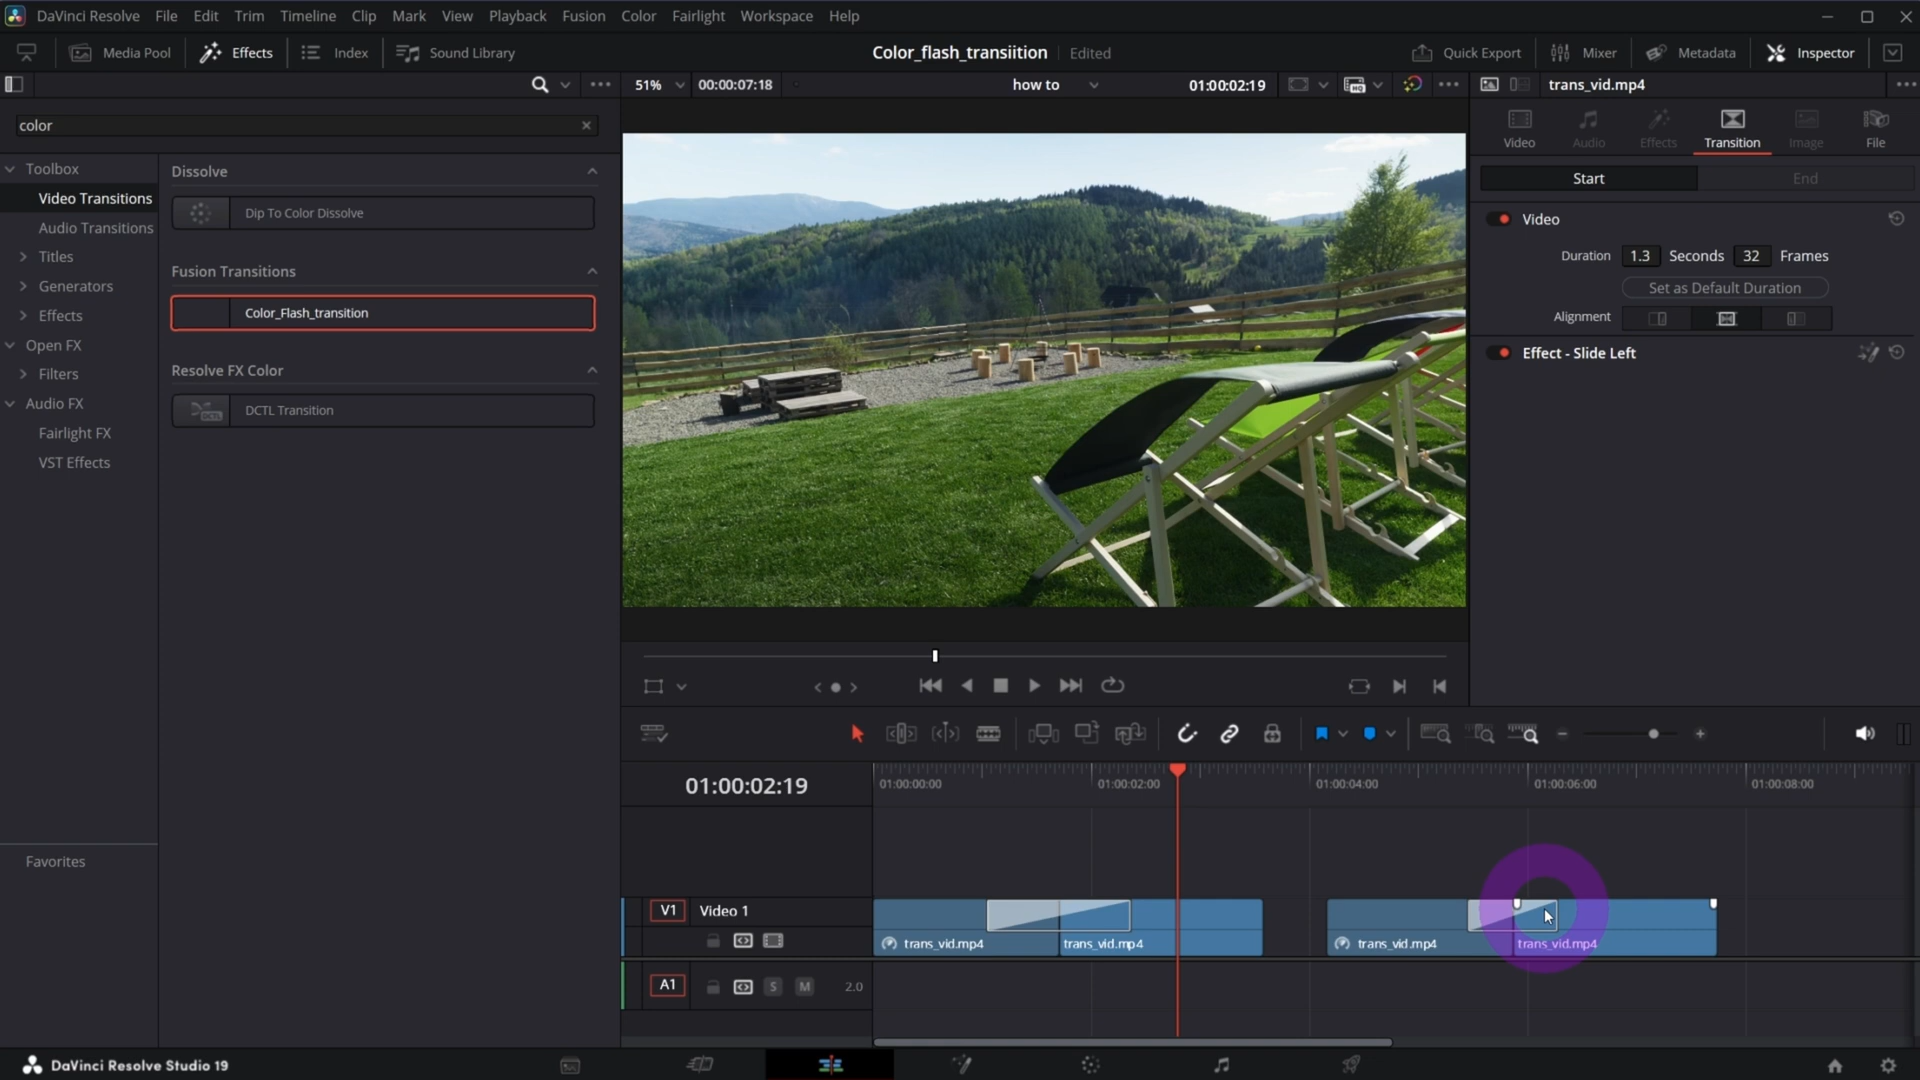 DaVinci Resolve File Edit Trim Timeline Clip Mark View Playback Fusion Color Fairlight Workspace Help
Media Pool Effects Index Sound Library Color_flash_transiition Edited Quick Export Mixer Metadata Inspector
51% 00:00:07:18 how to 01:00:02:19 trans_vid.mp4
color
Video Audio Effects Transition Image File
Toolbox
Video Transitions
Audio Transitions
Titles
Generators
Effects
Open FX
Filters
Audio FX
Fairlight FX
VST Effects
Favorites
Dissolve
Dip To Color Dissolve
Fusion Transitions
Color_Flash_transition
Resolve FX Color
DCTL Transition
Start End
Video
Duration 1.3 Seconds 32 Frames
Set as Default Duration
Alignment
Effect - Slide Left
01:00:02:19
01:00:00:00 01:00:02:00 01:00:04:00 01:00:06:00 01:00:08:00
V1 Video 1
trans_vid.mp4 trans_vid.mp4 trans_vid.mp4 trans_vid.mp4
A1 S M 2.0
DaVinci Resolve Studio 19